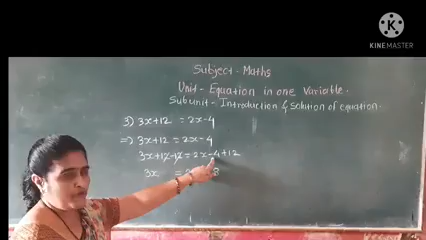 KINEMASTER
Subject - Maths
Unit - Equation in one Variable.
Subunit - Introduction & Solution of equation.
3) 3x+12 = 2x-4
=> 3x+12 = 2x-4
3x+12-12 = 2x-4+12
3x = 8